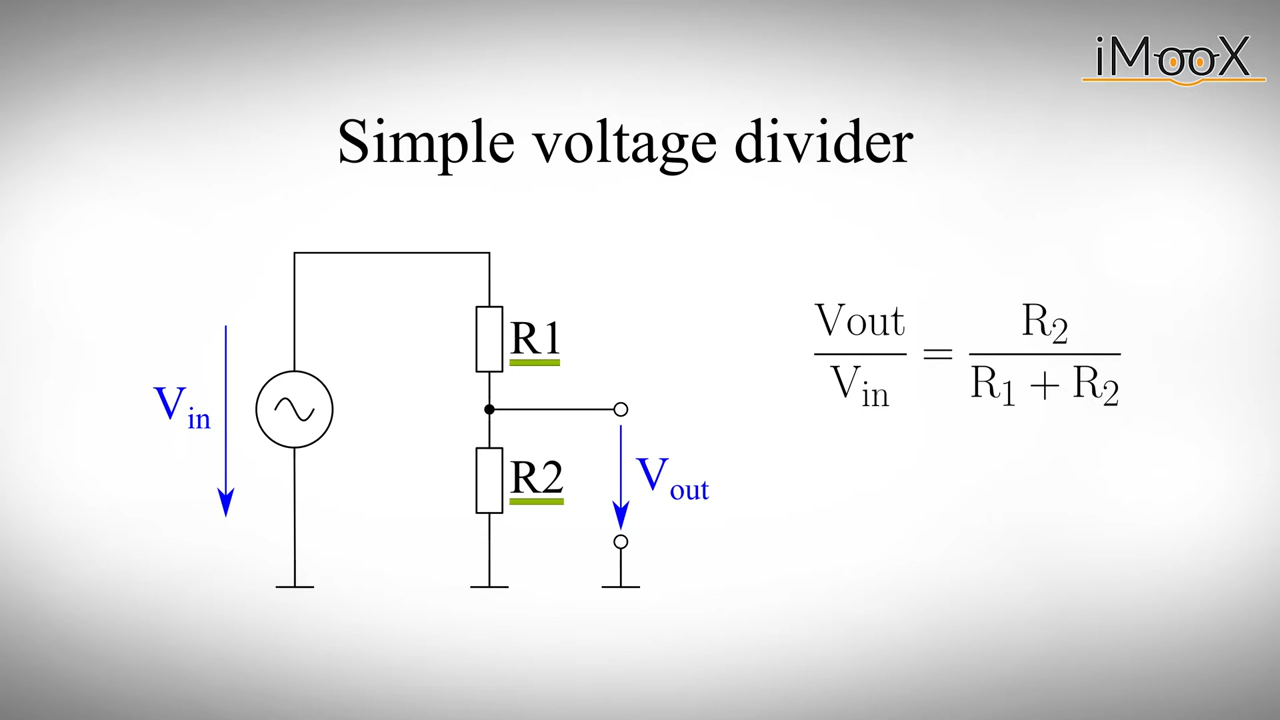 iMooX
Simple voltage divider
R1
Vin
R2
Vout
Vout / Vin = R2 / R1 + R2